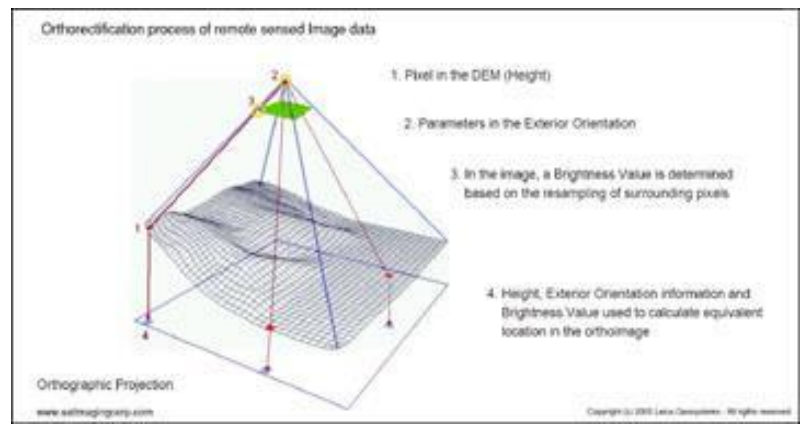 Orthorectification process of remote sensed Image data
2
1. Pixel in the DEM (Height)
3
2. Parameters in the Exterior Orientation
3. In the image, a Brightness Value is determined
based on the resampling of surrounding pixels
1
4. Height, Exterior Orientation information and
Brightness Value used to calculate equivalent
location in the orthoimage
4
Orthographic Projection
www.satimagingcorp.com
Copyright (c) 2003 Leica Geosystems - All rights reserved